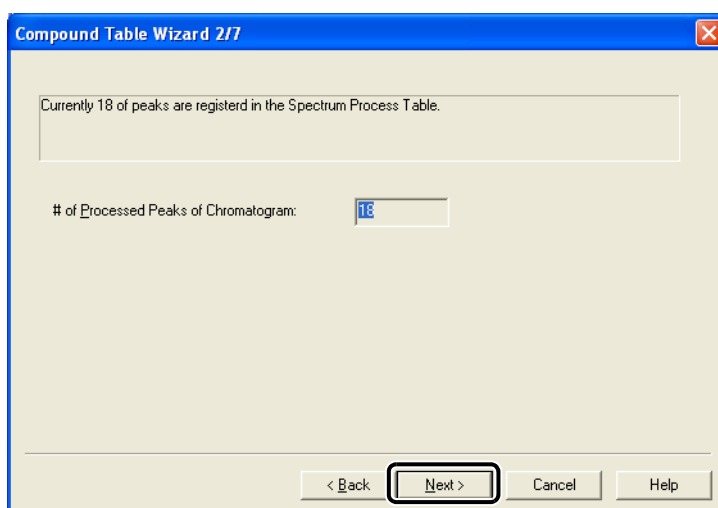 Compound Table Wizard 2/7
Currently 18 of peaks are registerd in the Spectrum Process Table.
# of Processed Peaks of Chromatogram: 18
< Back Next > Cancel Help